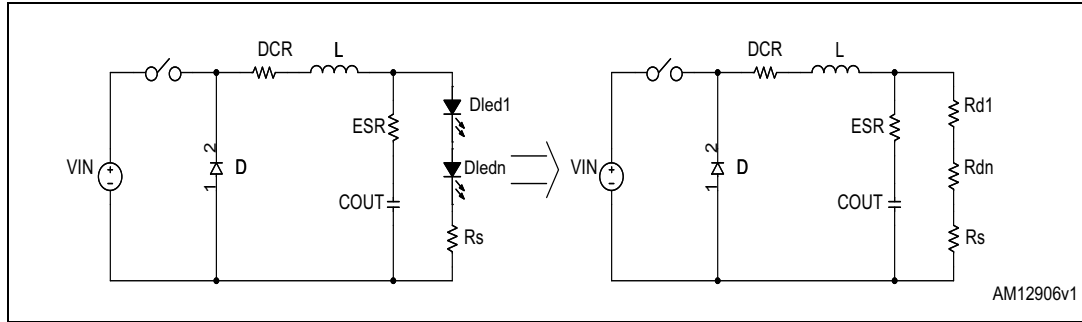 DCR
L
Dled1
ESR
VIN
+
-
2
1
D
Dledn
COUT
Rs
DCR
L
Rd1
ESR
VIN
+
-
2
1
D
Rdn
COUT
Rs
AM12906v1